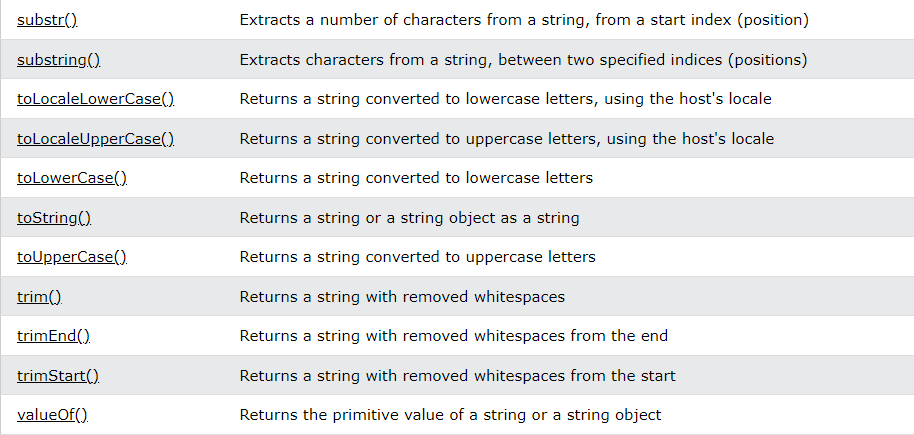 substr() Extracts a number of characters from a string, from a start index (position)
substring() Extracts characters from a string, between two specified indices (positions)
toLocaleLowerCase() Returns a string converted to lowercase letters, using the host's locale
toLocaleUpperCase() Returns a string converted to uppercase letters, using the host's locale
toLowerCase() Returns a string converted to lowercase letters
toString() Returns a string or a string object as a string
toUpperCase() Returns a string converted to uppercase letters
trim() Returns a string with removed whitespaces
trimEnd() Returns a string with removed whitespaces from the end
trimStart() Returns a string with removed whitespaces from the start
valueOf() Returns the primitive value of a string or a string object